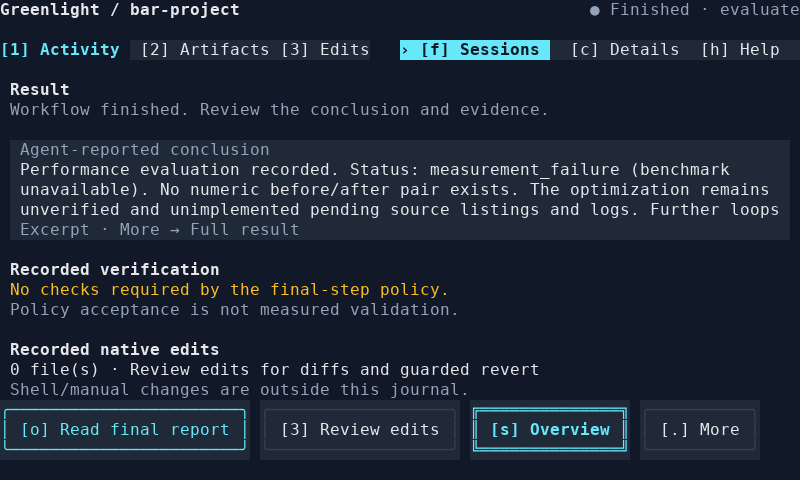 Greenlight / bar-project ● Finished · evaluate
[1] Activity [2] Artifacts [3] Edits › [f] Sessions [c] Details [h] Help
Result
Workflow finished. Review the conclusion and evidence.
Agent-reported conclusion
Performance evaluation recorded. Status: measurement_failure (benchmark
unavailable). No numeric before/after pair exists. The optimization remains
unverified and unimplemented pending source listings and logs. Further loops
Excerpt · More → Full result
Recorded verification
No checks required by the final-step policy.
Policy acceptance is not measured validation.
Recorded native edits
0 file(s) · Review edits for diffs and guarded revert
Shell/manual changes are outside this journal.
[o] Read final report [3] Review edits [s] Overview [.] More